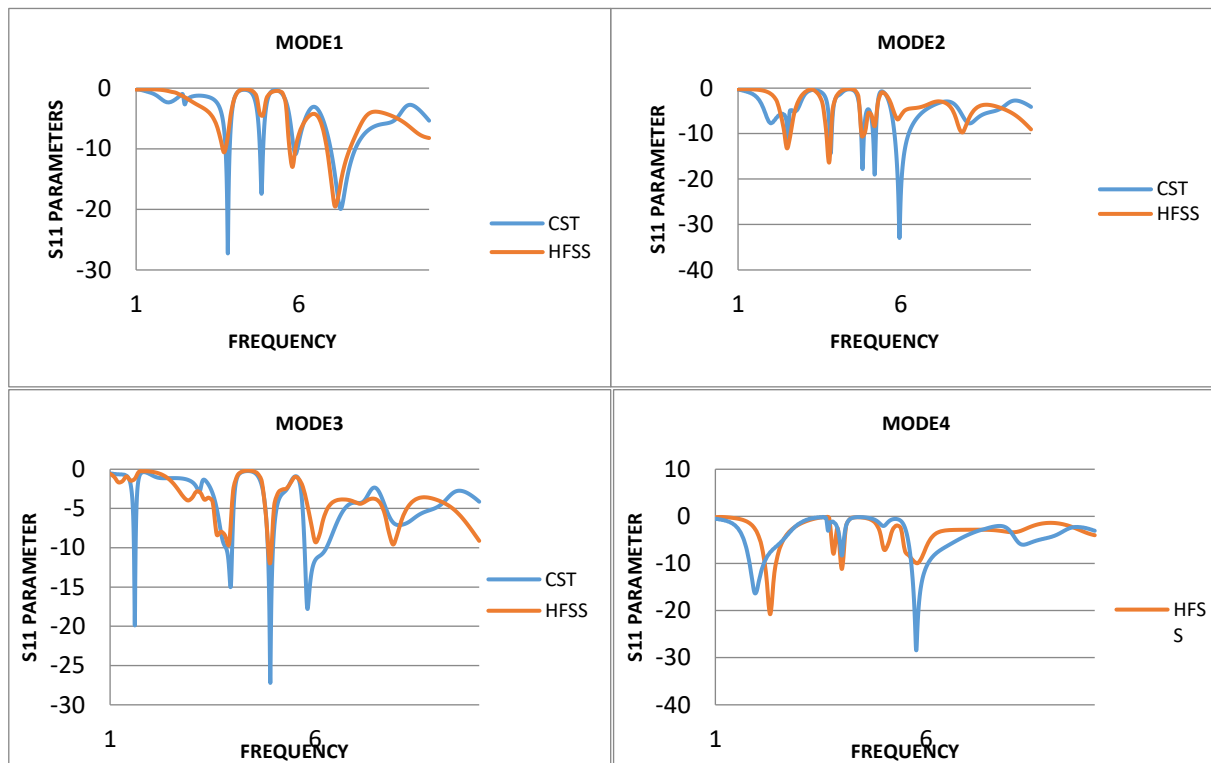 MODE1
0
-10
-20
-30
S11 PARAMETERS
1
6
FREQUENCY
CST
HFSS
MODE2
0
-10
-20
-30
-40
S11 PARAMETER
1
6
FREQUENCY
CST
HFSS
MODE3
0
-5
-10
-15
-20
-25
-30
S11 PARAMETER
1
6
FREQUENCY
CST
HFSS
MODE4
10
0
-10
-20
-30
-40
S11 PARAMETER
1
6
FREQUENCY
HFS
S